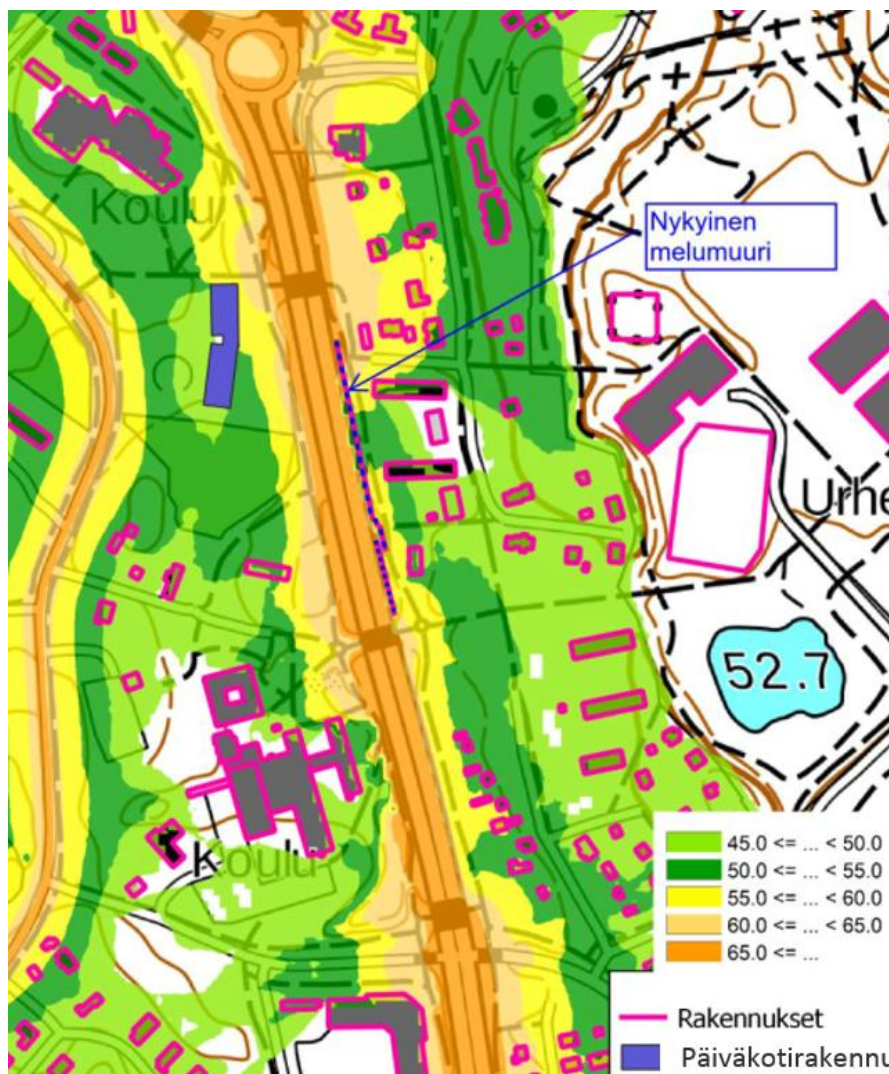 Vt
Koulu
Nykyinen
melumuuri
Urhe
52.7
Koulu
45.0 <= ... < 50.0
50.0 <= ... < 55.0
55.0 <= ... < 60.0
60.0 <= ... < 65.0
65.0 <= ...
Rakennukset
Päiväkotirakennu